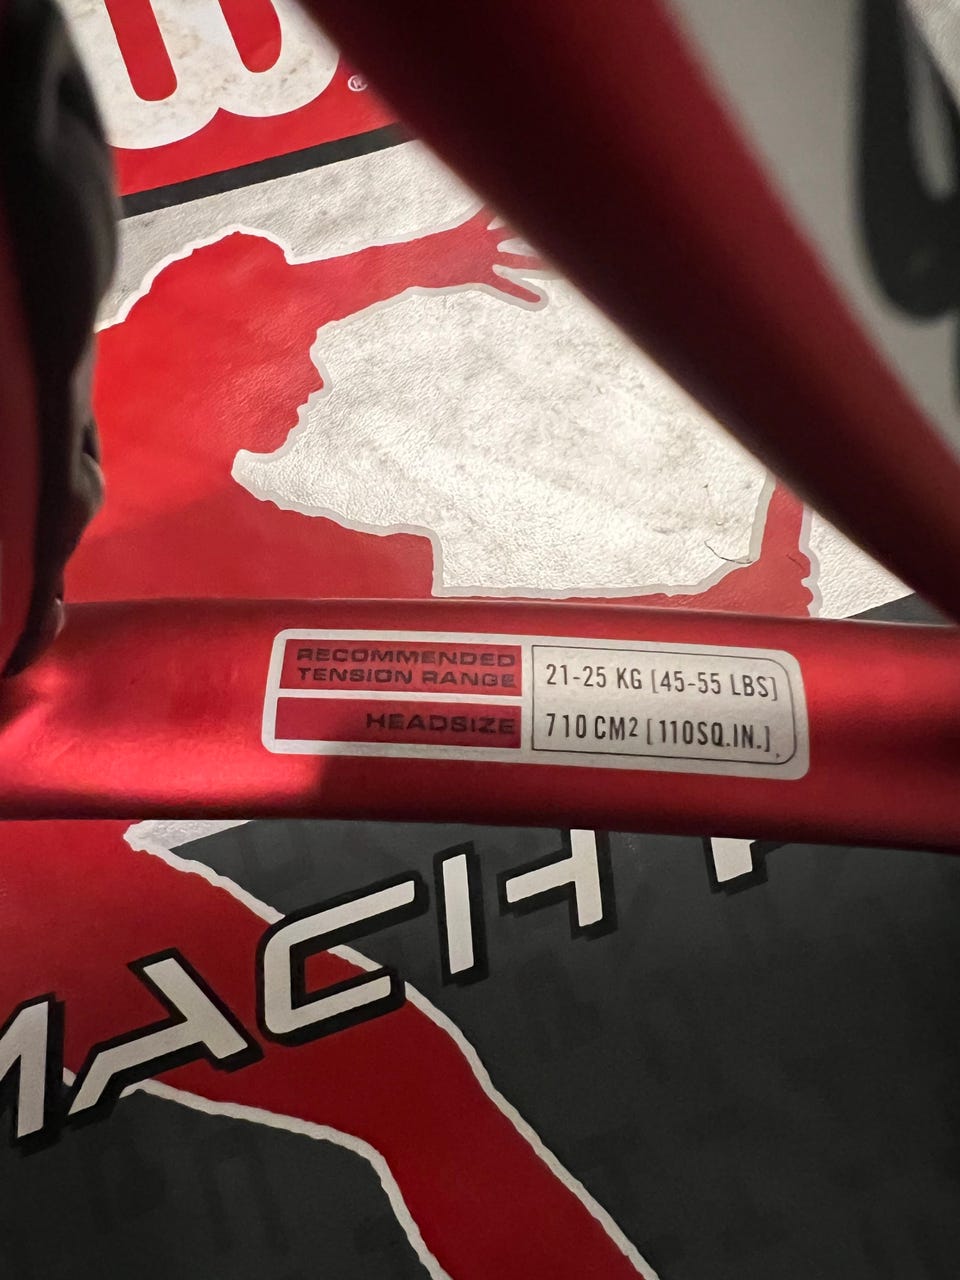 ®
RECOMMENDED
TENSION RANGE
21-25 KG [45-55 LBS]
HEADSIZE
710 CM² [110SQ.IN.]